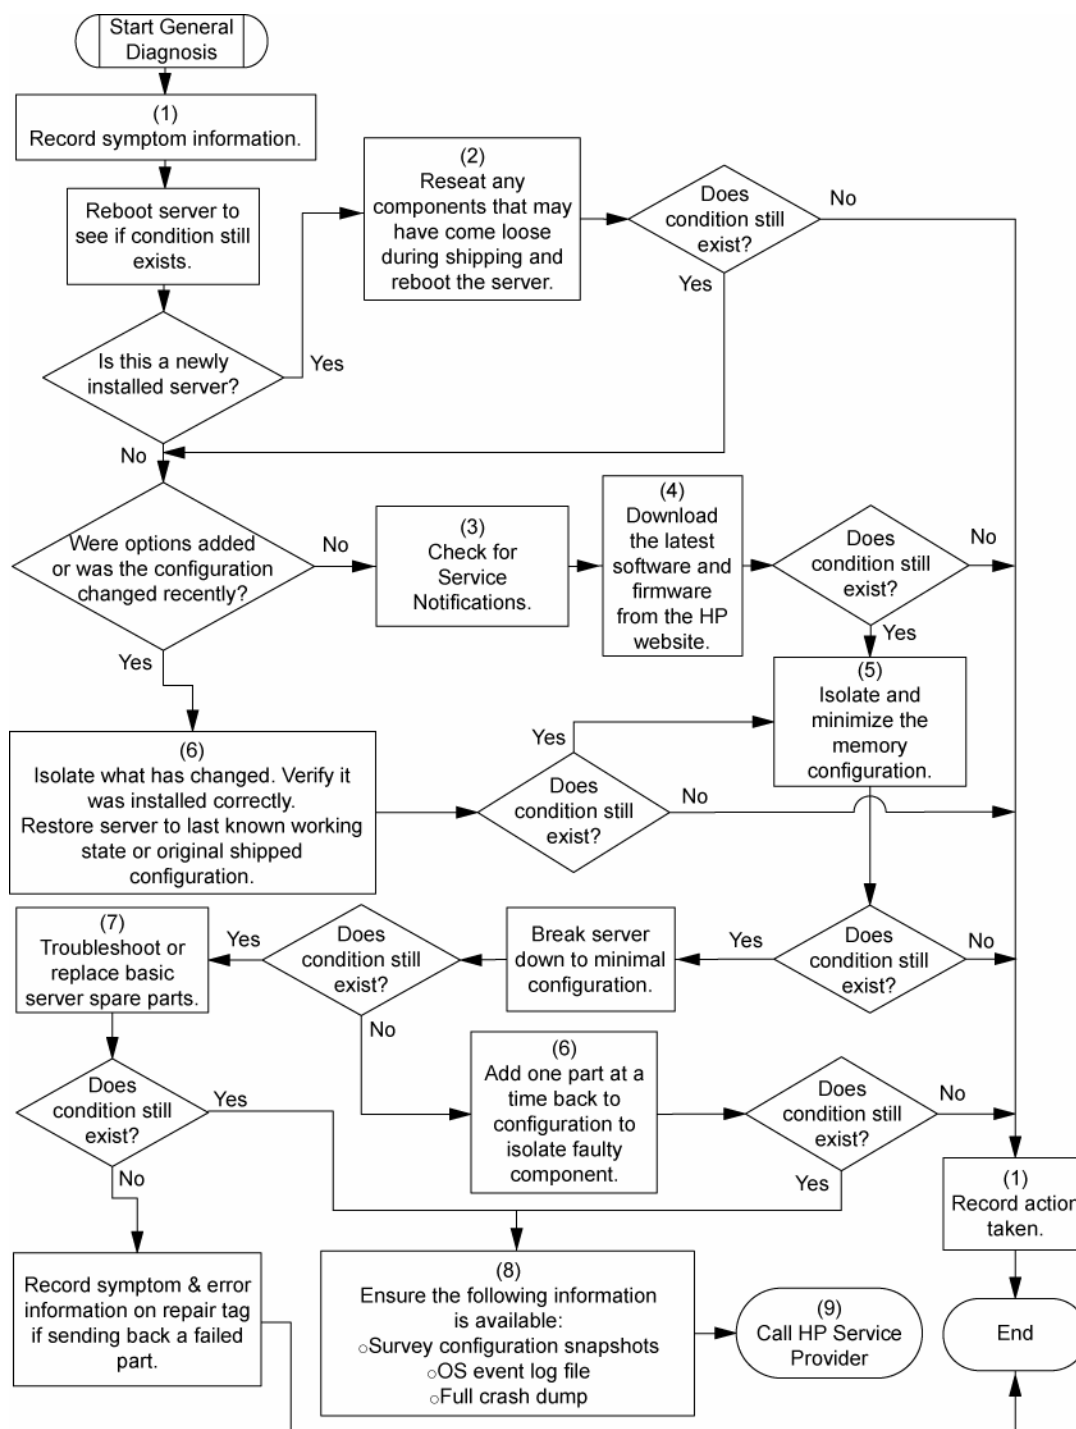 Start General
Diagnosis
(1)
Record symptom information.
Reboot server to
see if condition still
exists.
Is this a newly
installed server?
Yes
No
(2)
Reseat any
components that may
have come loose
during shipping and
reboot the server.
Does
condition still
exist?
No
Yes
Were options added
or was the configuration
changed recently?
No
Yes
(3)
Check for
Service
Notifications.
(4)
Download
the latest
software and
firmware
from the HP
website.
Does
condition still
exist?
No
Yes
(5)
Isolate and
minimize the
memory
configuration.
(6)
Isolate what has changed. Verify it
was installed correctly.
Restore server to last known working
state or original shipped
configuration.
Does
condition still
exist?
Yes
No
Does
condition still
exist?
No
Yes
Break server
down to minimal
configuration.
Does
condition still
exist?
Yes
No
(7)
Troubleshoot or
replace basic
server spare parts.
Does
condition still
exist?
Yes
No
(6)
Add one part at a
time back to
configuration to
isolate faulty
component.
Does
condition still
exist?
No
Yes
(1)
Record action
taken.
Record symptom & error
information on repair tag
if sending back a failed
part.
(8)
Ensure the following information
is available:
○Survey configuration snapshots
○OS event log file
○Full crash dump
(9)
Call HP Service
Provider
End